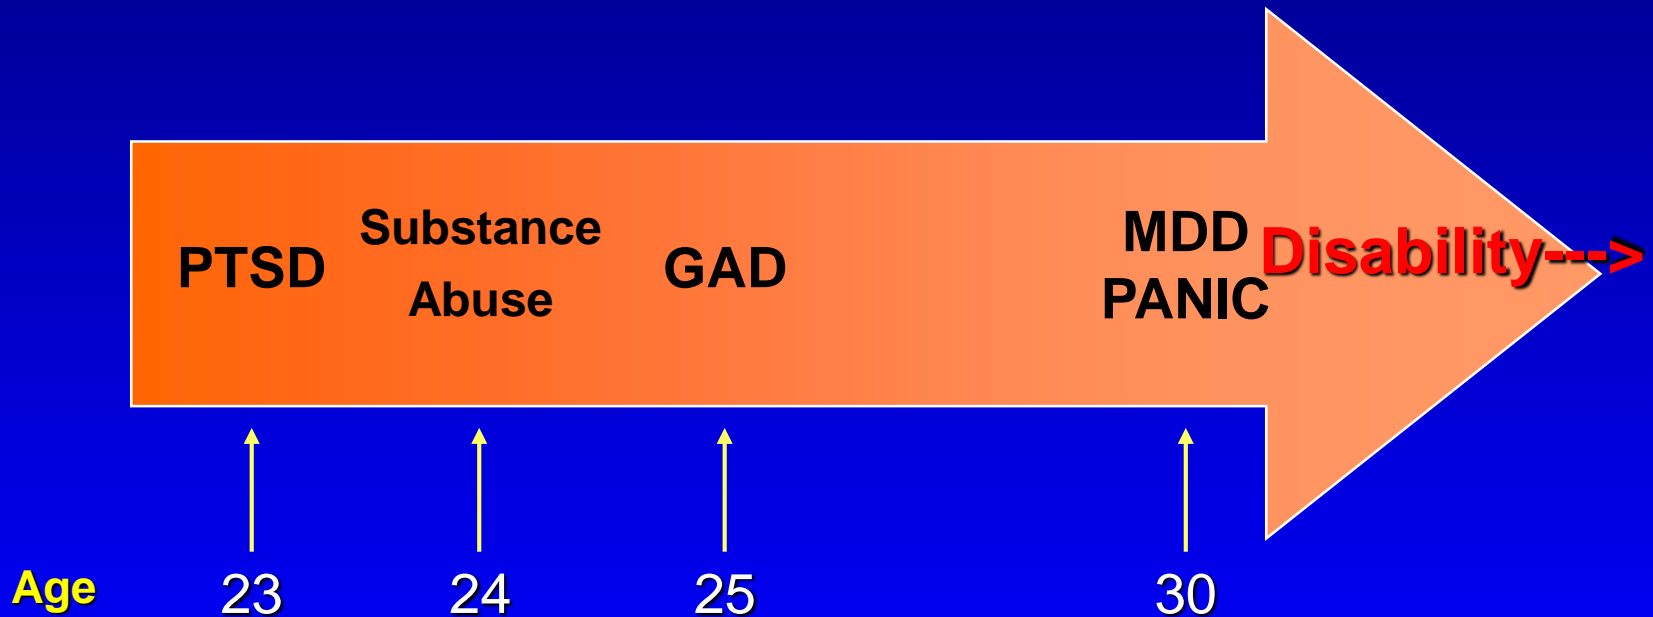 PTSD
Substance
Abuse
GAD
MDD
PANIC
Disability--->
Age 23 24 25 30